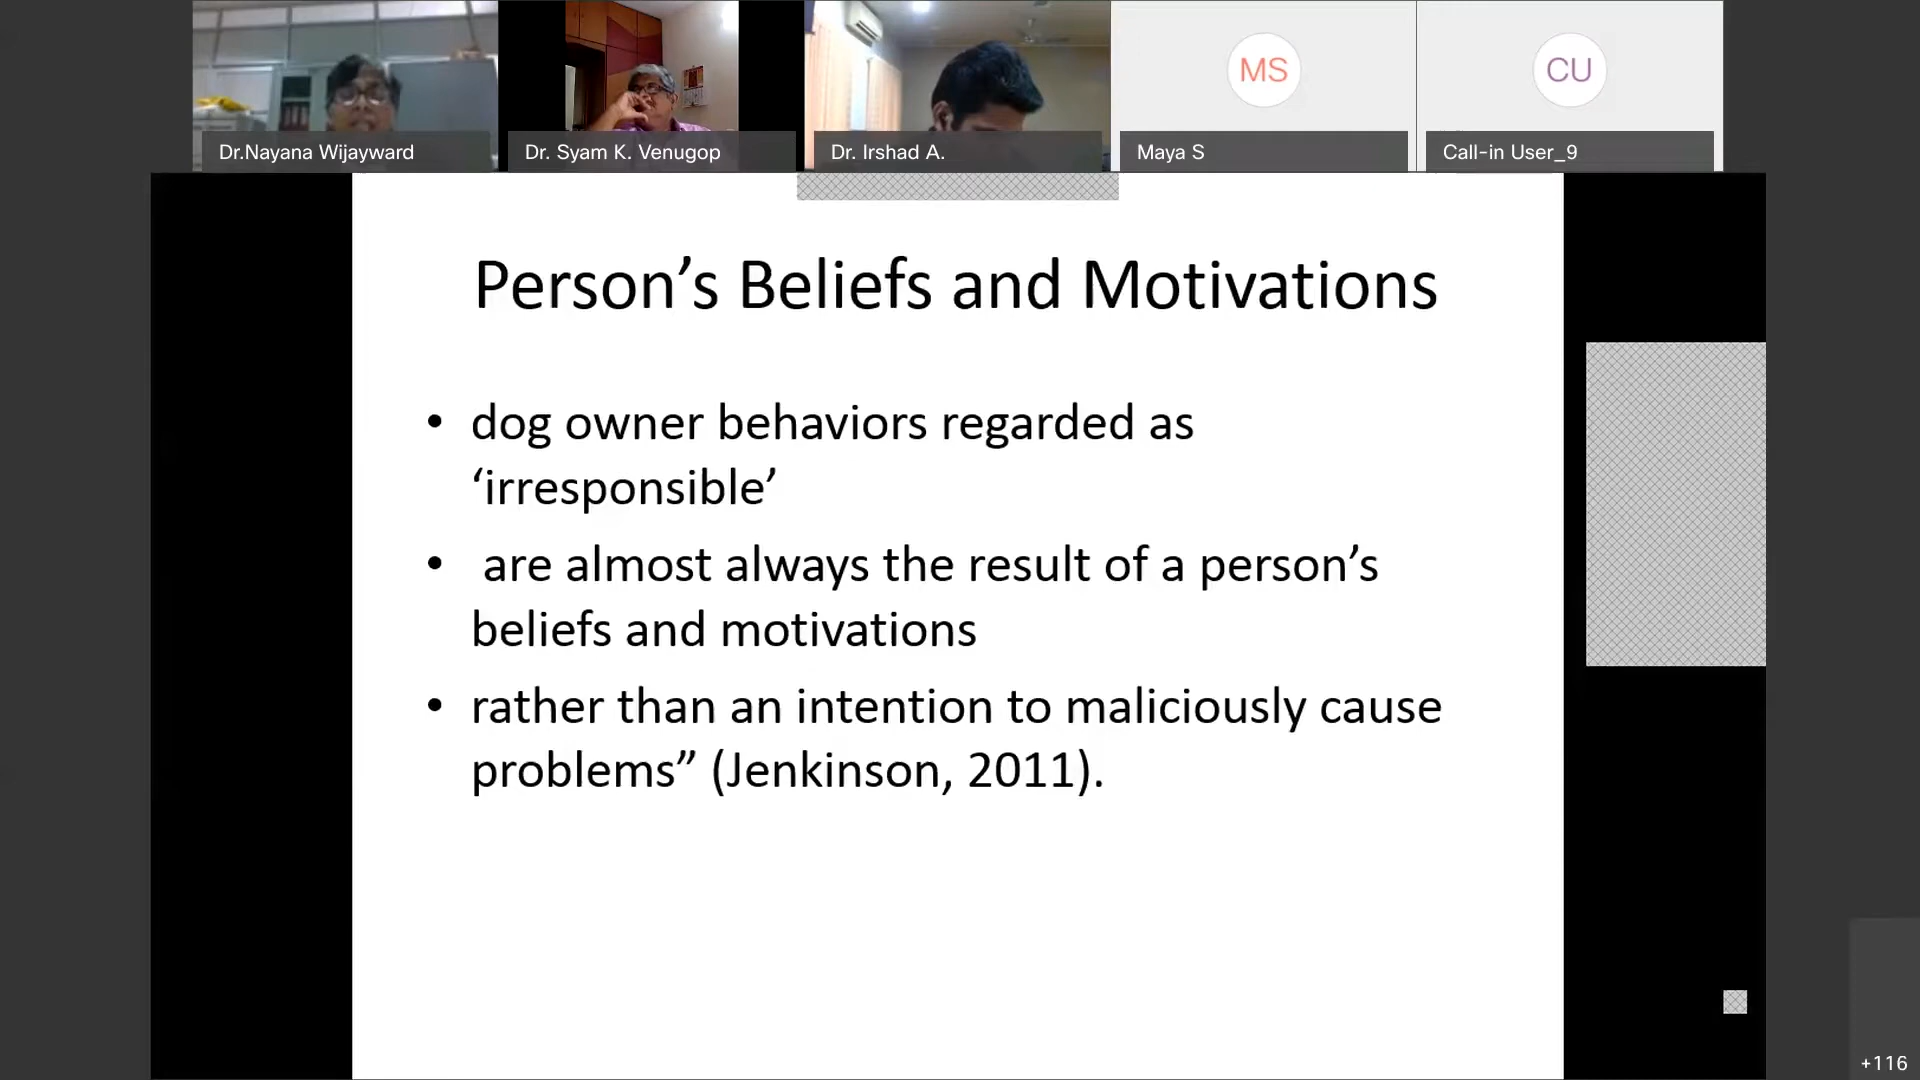 MS
CU
Dr.Nayana Wijayward
Dr. Syam K. Venugop
Dr. Irshad A.
Maya S
Call-in User_9
Person’s Beliefs and Motivations
• dog owner behaviors regarded as
‘irresponsible’
• are almost always the result of a person’s
beliefs and motivations
• rather than an intention to maliciously cause
problems” (Jenkinson, 2011).
+116